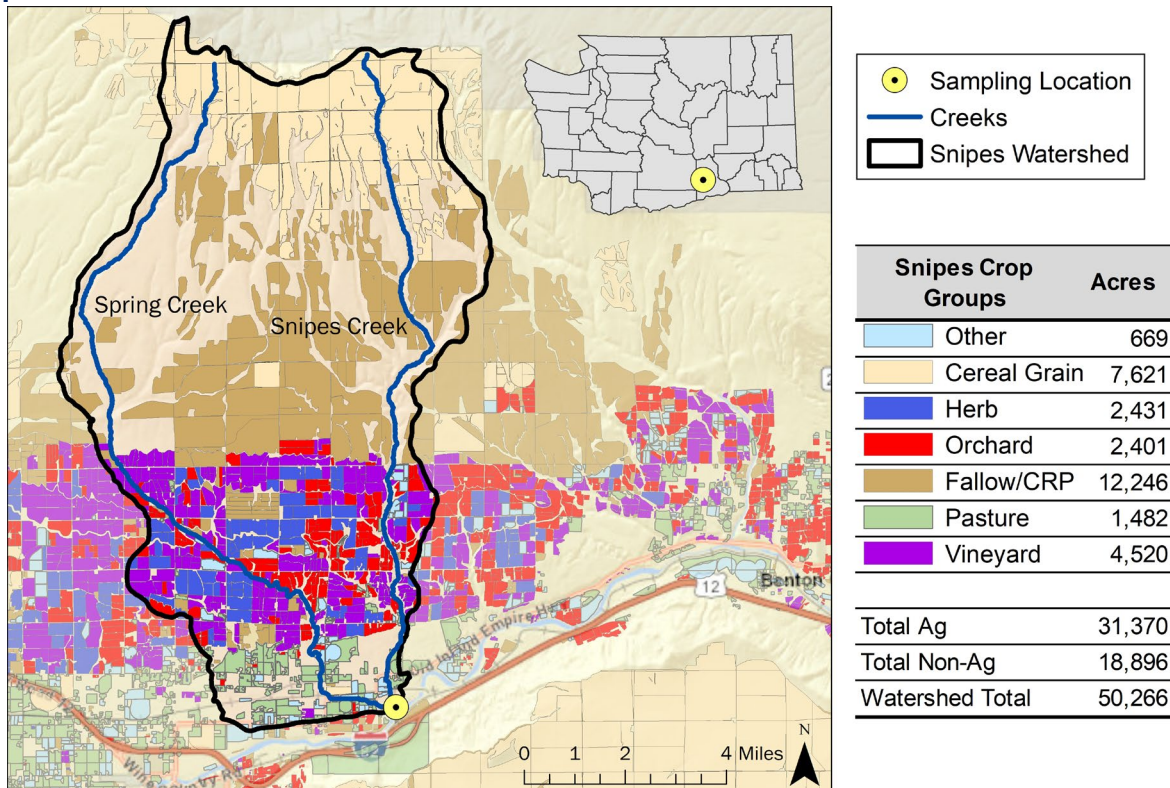 Spring Creek
Snipes Creek
Benton
12
0 1 2 4 Miles
N
Sampling Location
Creeks
Snipes Watershed
Snipes Crop Groups Acres
Other 669
Cereal Grain 7,621
Herb 2,431
Orchard 2,401
Fallow/CRP 12,246
Pasture 1,482
Vineyard 4,520
Total Ag 31,370
Total Non-Ag 18,896
Watershed Total 50,266